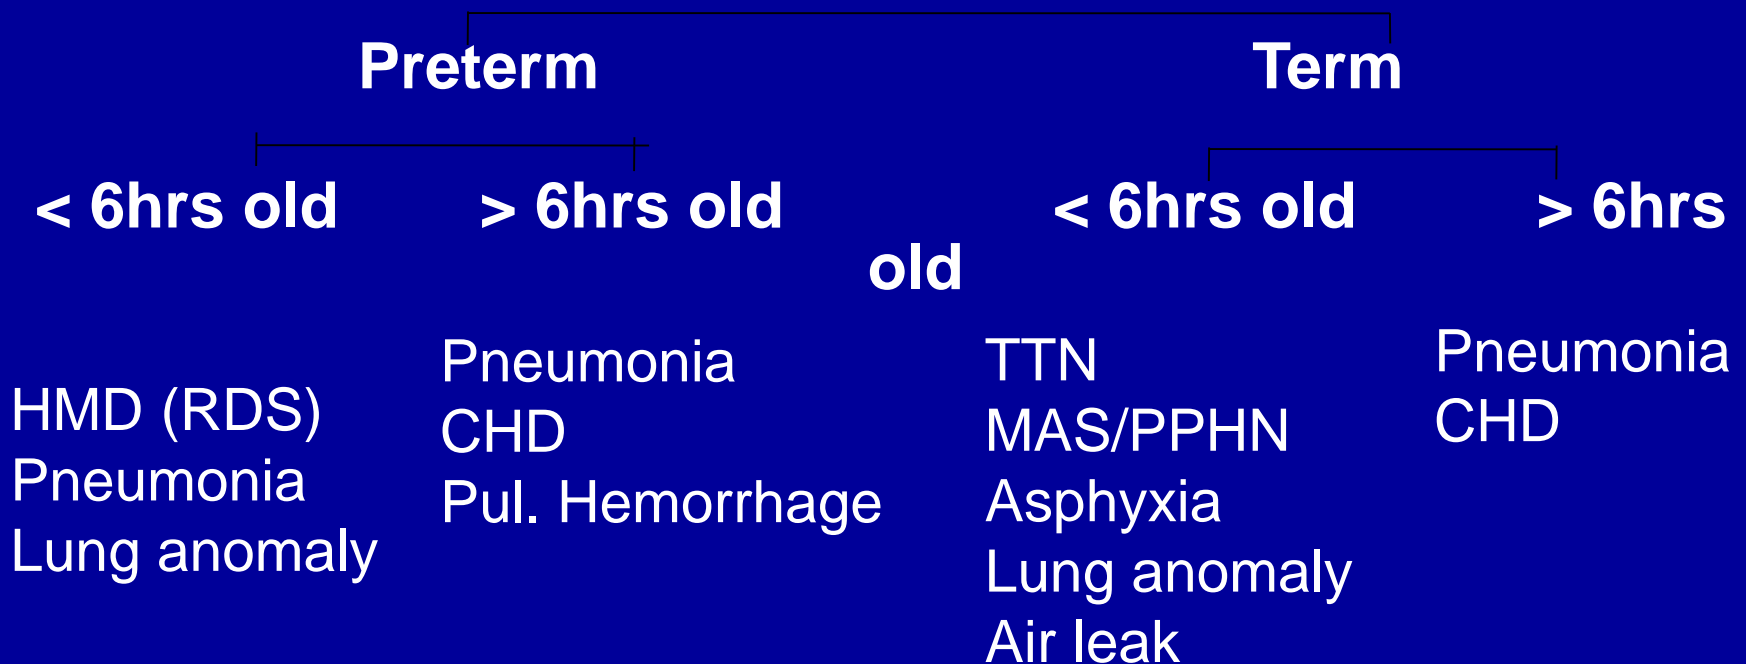 Preterm Term
< 6hrs old > 6hrs old < 6hrs old > 6hrs
old
HMD (RDS)
Pneumonia
Lung anomaly
Pneumonia
CHD
Pul. Hemorrhage
TTN
MAS/PPHN
Asphyxia
Lung anomaly
Air leak
Pneumonia
CHD